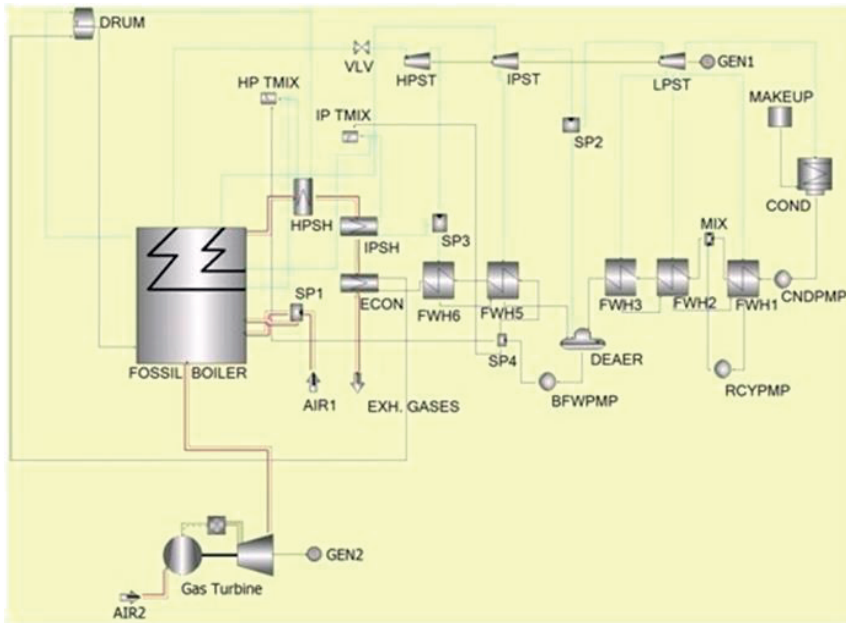 DRUM
VLV
HPST
IPST
LPST
GEN1
HP TMIX
IP TMIX
MAKEUP
SP2
COND
HPSH
IPSH
SP3
MIX
SP1
ECON
FWH6
FWH5
FWH3
FWH2
FWH1
CNDPMP
FOSSIL BOILER
SP4
DEAER
AIR1
EXH. GASES
BFWPMP
RCYPMP
GEN2
Gas Turbine
AIR2